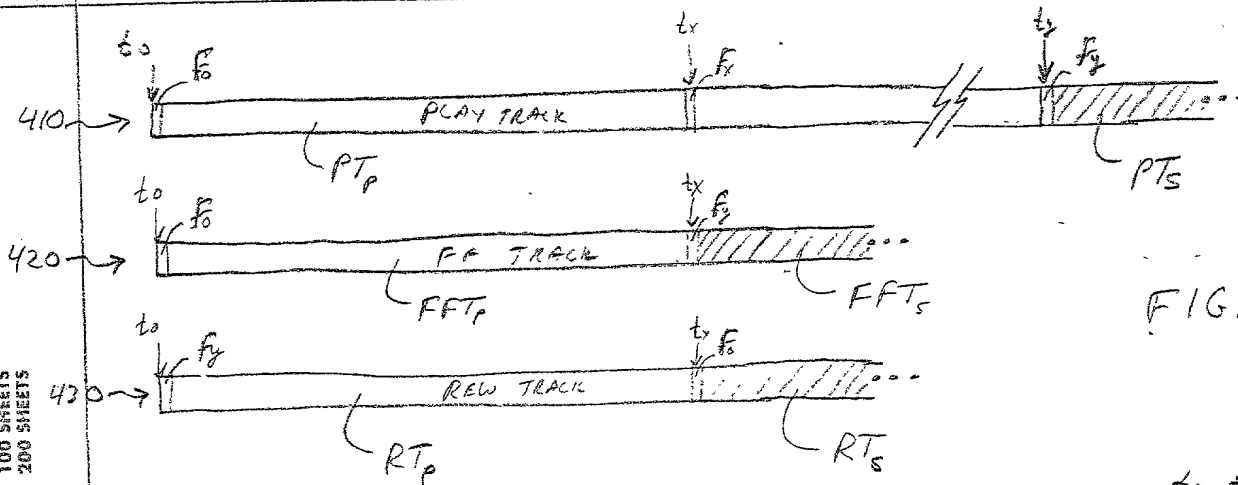 t0 F0 tx Fx ty Fy
410 PLAY TRACK
PTp PTs
t0 F0 tx Fy
420 FF TRACK
FFTp FFTs
FIG.
t0 Fy tx F0
430 REW TRACK
RTp RTs
100 SHEETS
200 SHEETS